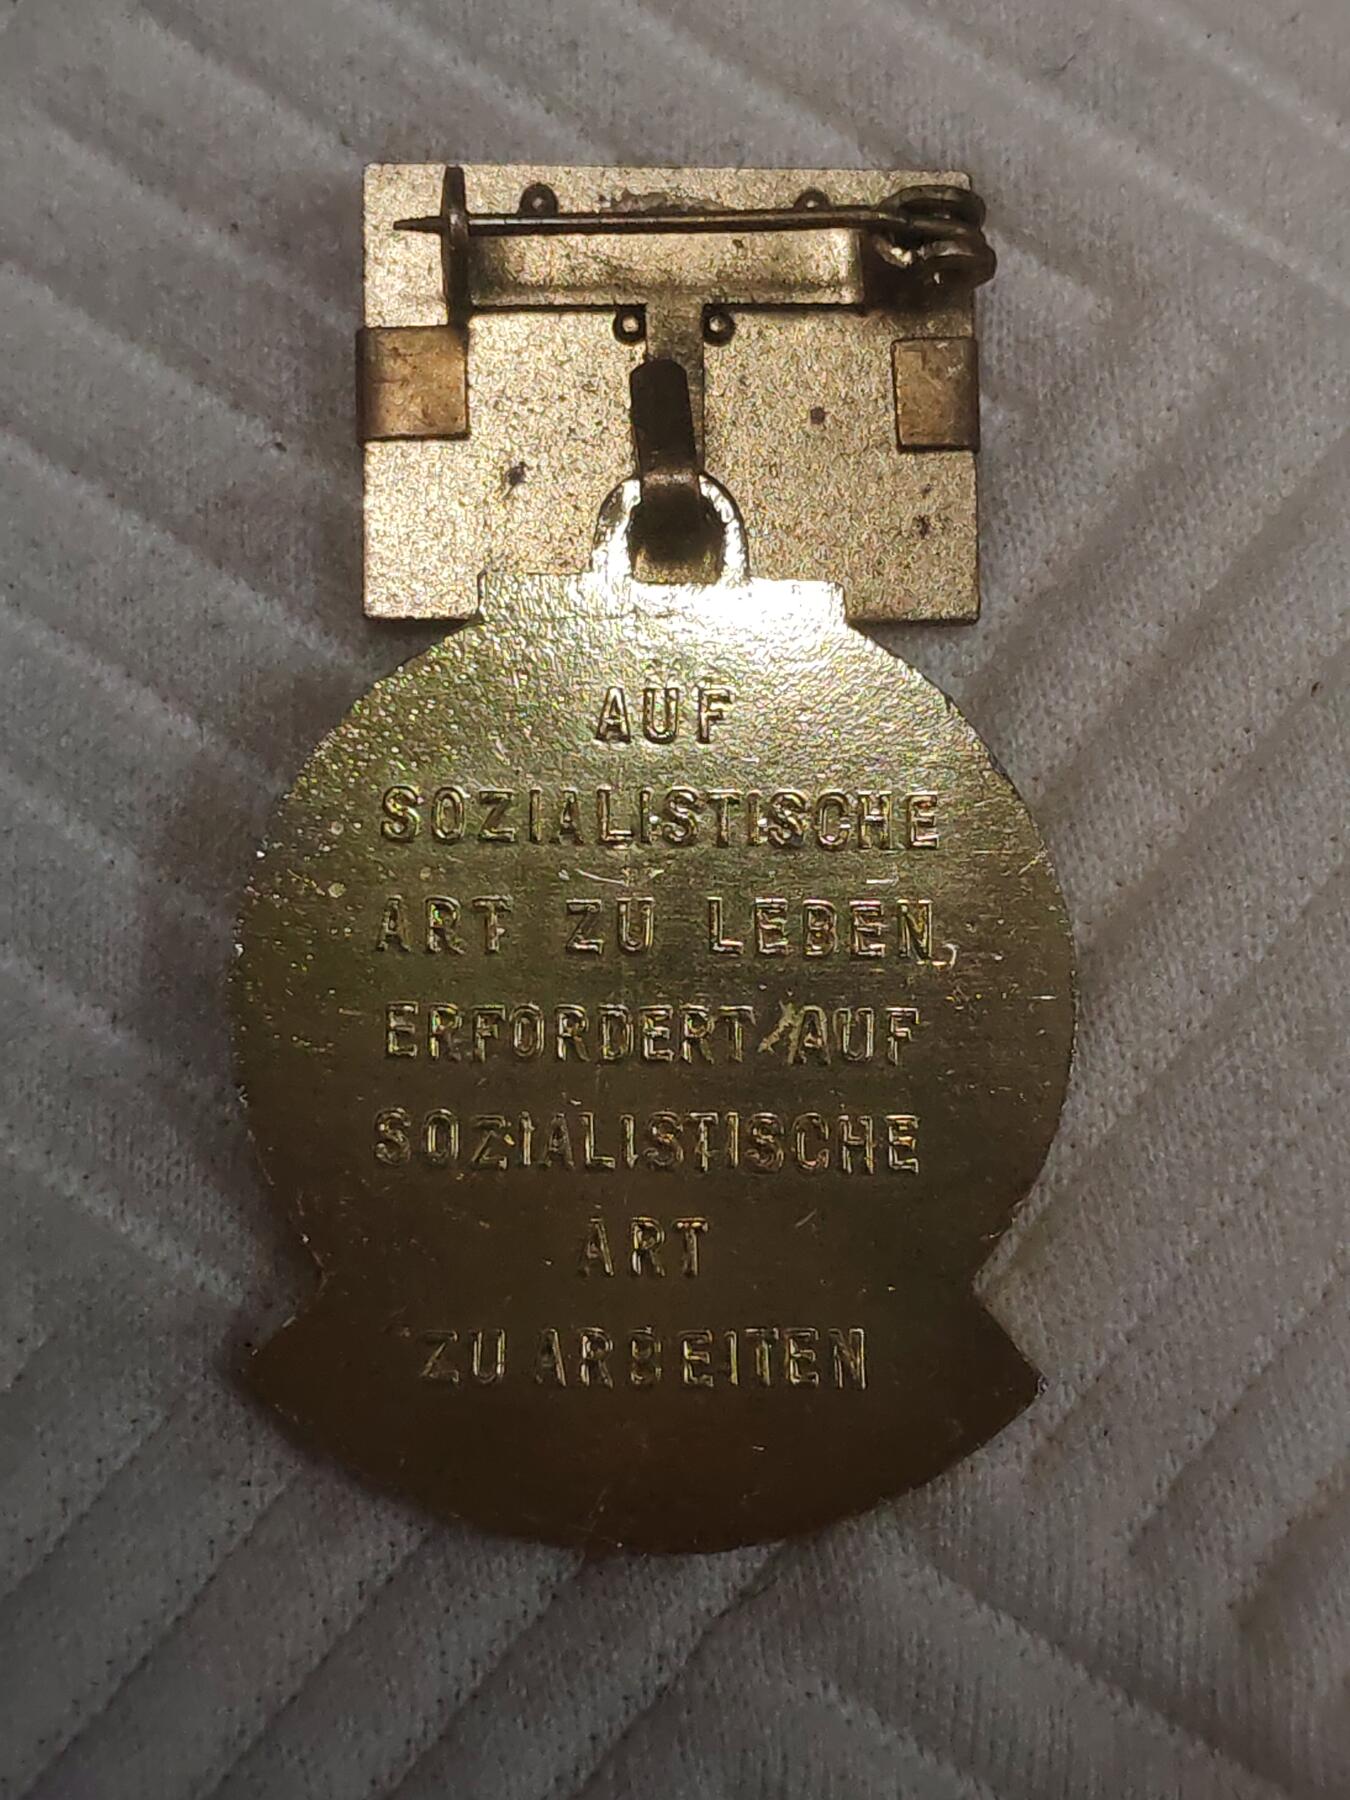 AUF
SOZIALISTISCHE
ART ZU LEBEN,
ERFORDERT AUF
SOZIALISTISCHE
ART
ZU ARBEITEN